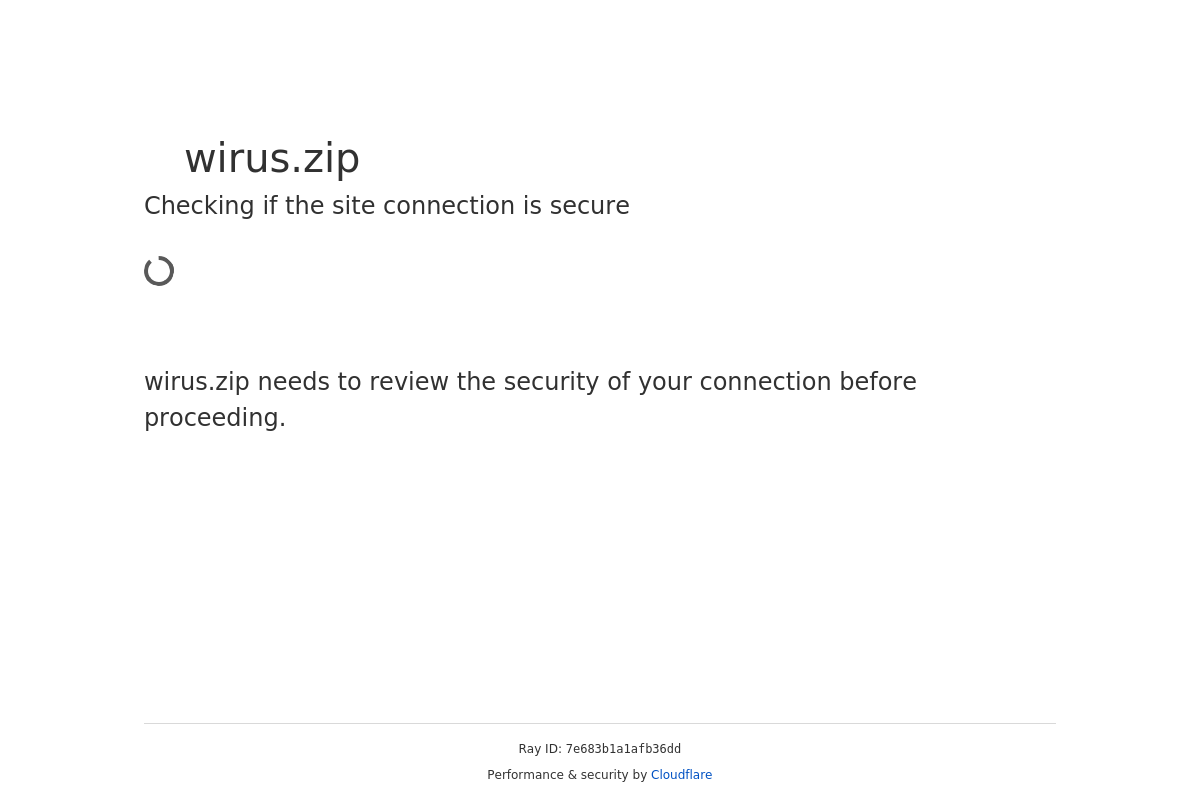 wirus.zip
Checking if the site connection is secure
wirus.zip needs to review the security of your connection before
proceeding.
Ray ID: 7e683b1a1afb36dd
Performance & security by Cloudflare